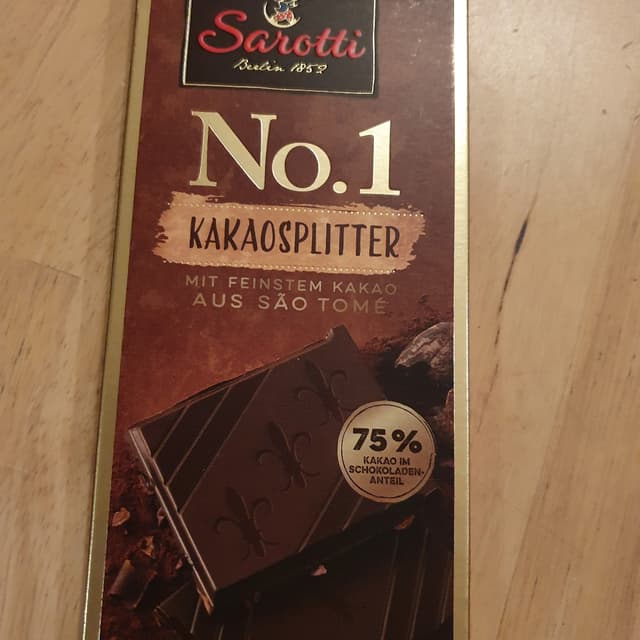 Sarotti
Berlin 1852
No.1
KAKAOSPLITTER
MIT FEINSTEM KAKAO
AUS SÃO TOMÉ
75%
KAKAO IM
SCHOKOLADEN-
ANTEIL